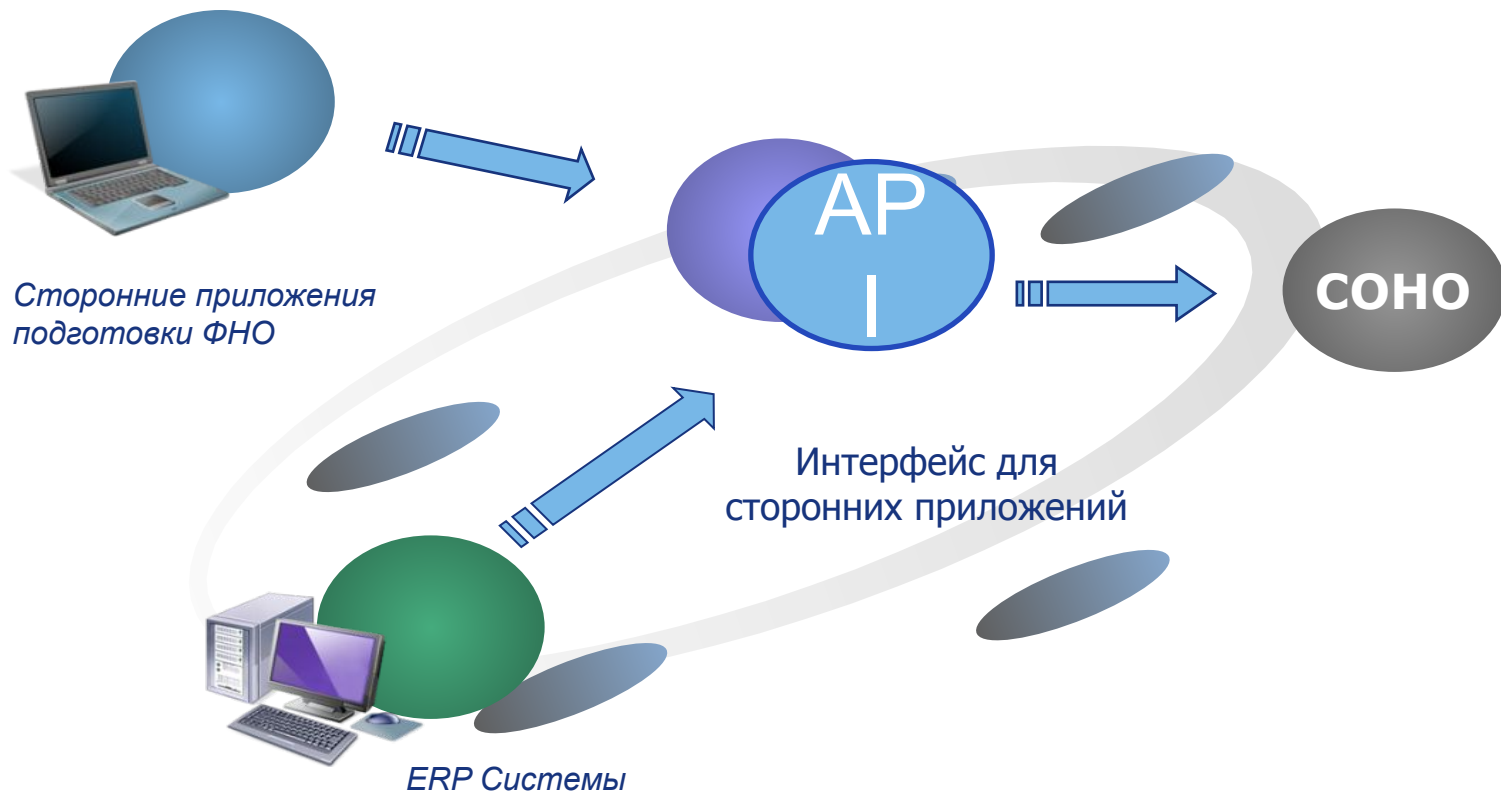 AP
I
СОНО
Сторонние приложения
подготовки ФНО
Интерфейс для
сторонних приложений
ERP Системы